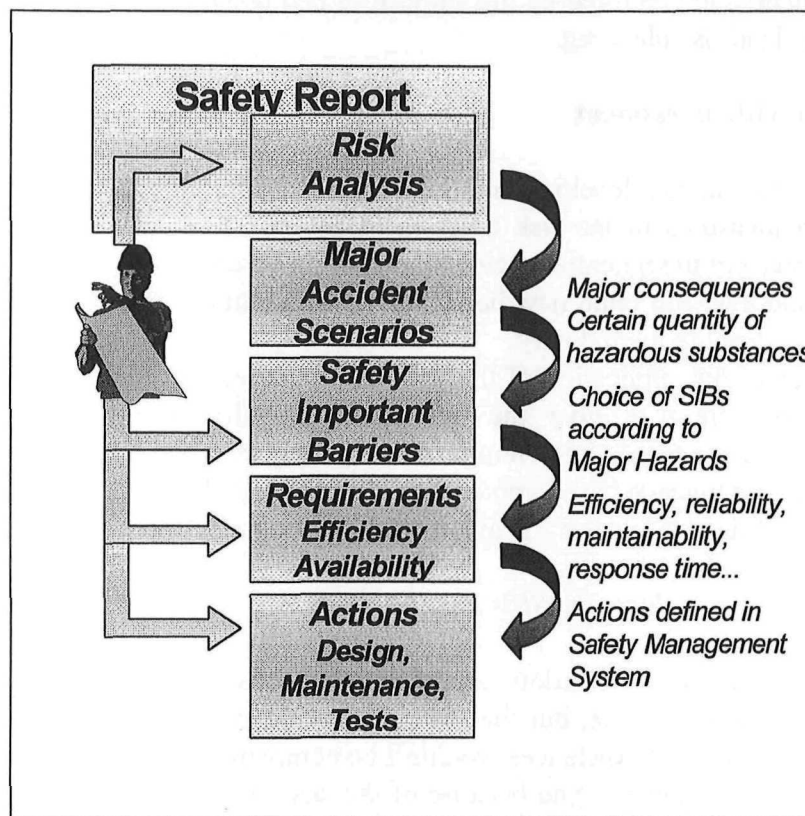 Safety Report
Risk
Analysis
Major
Accident
Scenarios
Major consequences
Certain quantity of
hazardous substances
Safety
Important
Barriers
Choice of SIBs
according to
Major Hazards
Requirements
Efficiency
Availability
Efficiency, reliability,
maintainability,
response time...
Actions
Design,
Maintenance,
Tests
Actions defined in
Safety Management
System